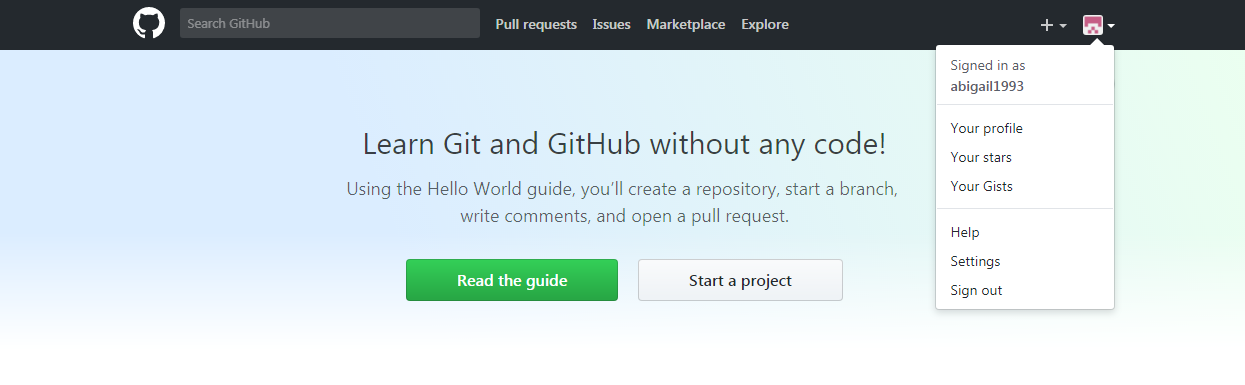 Search GitHub
Pull requests
Issues
Marketplace
Explore
Signed in as
abigail1993
Your profile
Your stars
Your Gists
Help
Settings
Sign out
Learn Git and GitHub without any code!
Using the Hello World guide, you’ll create a repository, start a branch,
write comments, and open a pull request.
Read the guide
Start a project